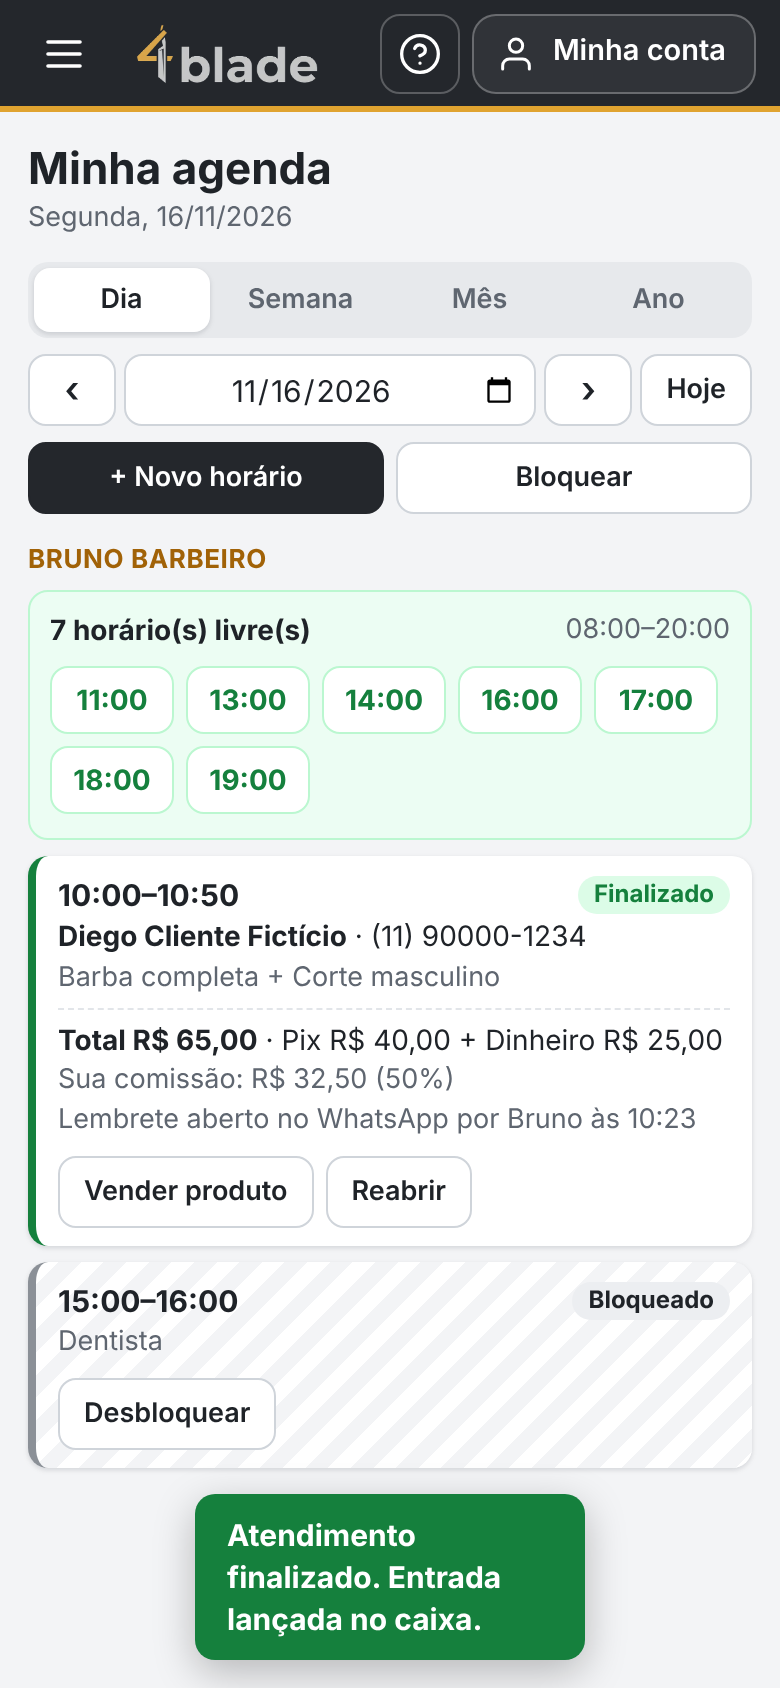 4blade
Minha conta
Minha agenda
Segunda, 16/11/2026
Dia Semana Mês Ano
‹ 11/16/2026 › Hoje
+ Novo horário Bloquear
BRUNO BARBEIRO
7 horário(s) livre(s) 08:00–20:00
11:00 13:00 14:00 16:00 17:00
18:00 19:00
10:00–10:50 Finalizado
Diego Cliente Fictício · (11) 90000-1234
Barba completa + Corte masculino
Total R$ 65,00 · Pix R$ 40,00 + Dinheiro R$ 25,00
Sua comissão: R$ 32,50 (50%)
Lembrete aberto no WhatsApp por Bruno às 10:23
Vender produto Reabrir
15:00–16:00 Bloqueado
Dentista
Desbloquear
Atendimento
finalizado. Entrada
lançada no caixa.